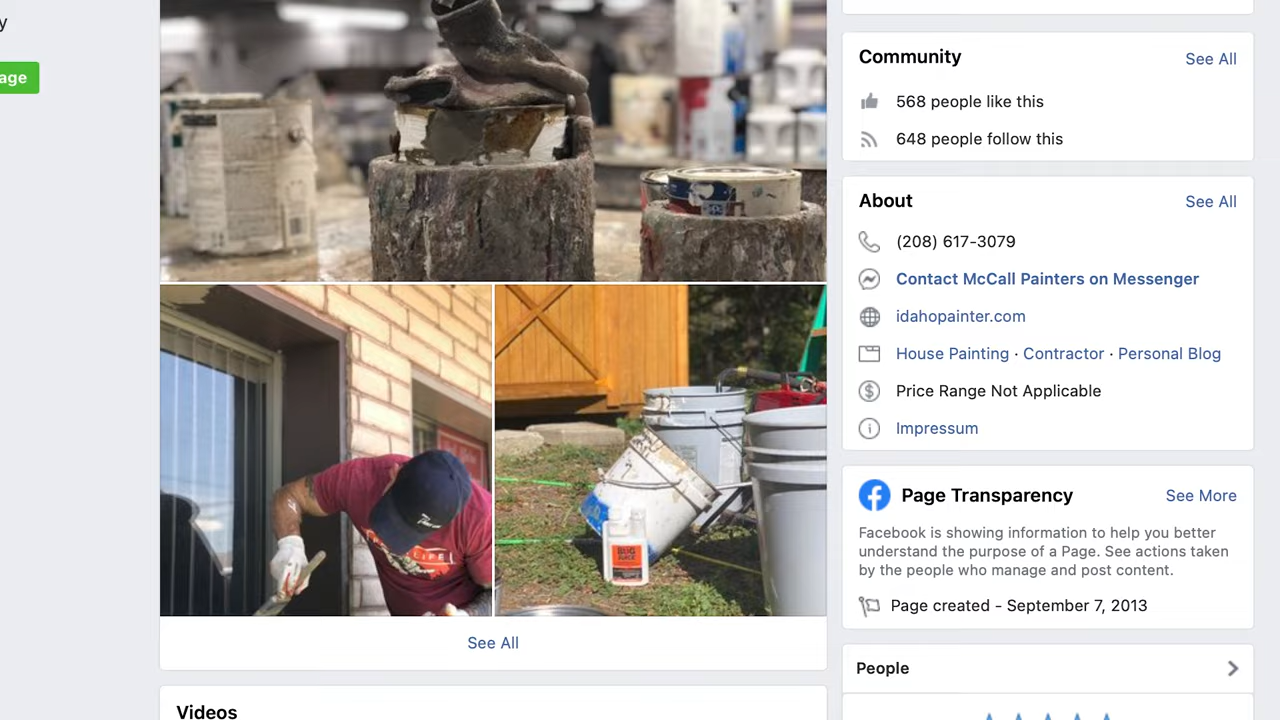 y
age
See All
Videos
Community
See All
568 people like this
648 people follow this
About
See All
(208) 617-3079
Contact McCall Painters on Messenger
idahopainter.com
House Painting · Contractor · Personal Blog
Price Range Not Applicable
Impressum
Page Transparency
See More
Facebook is showing information to help you better
understand the purpose of a Page. See actions taken
by the people who manage and post content.
Page created - September 7, 2013
People